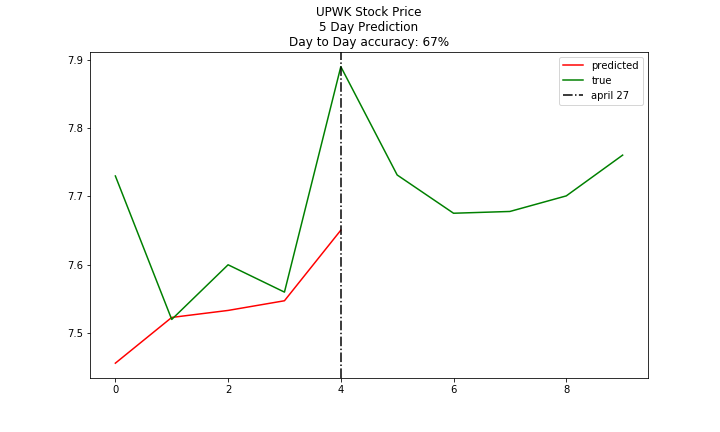 UPWK Stock Price
5 Day Prediction
Day to Day accuracy: 67%
predicted
true
april 27
7.9
7.8
7.7
7.6
7.5
0
2
4
6
8